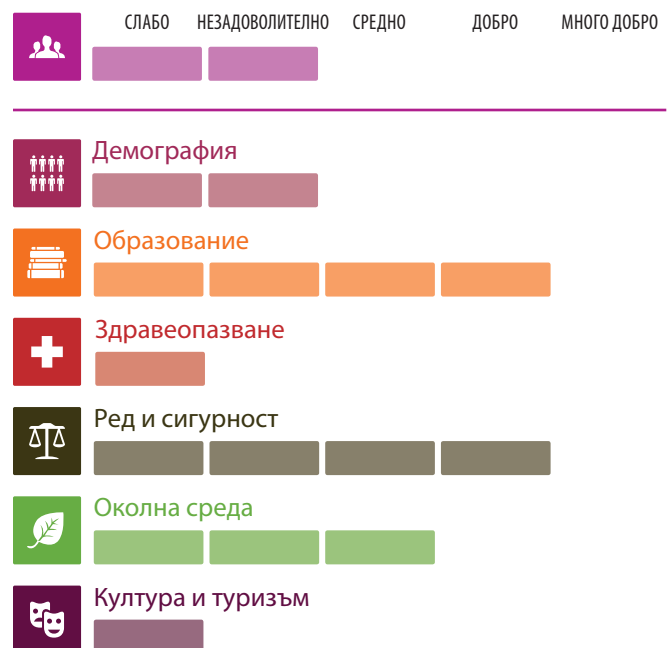 СЛАБО НЕЗАДОВОЛИТЕЛНО СРЕДНО ДОБРО МНОГО ДОБРО
Демография
Образование
Здравеопазване
Ред и сигурност
Околна среда
Култура и туризъм